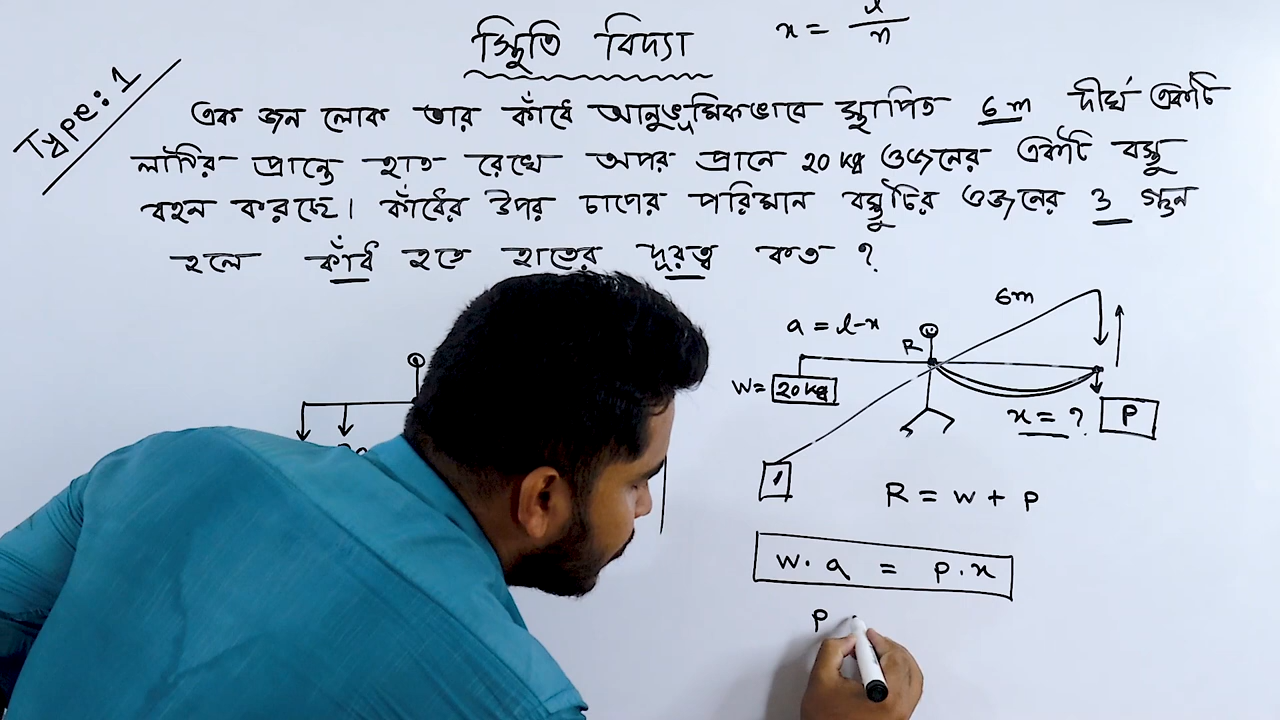 স্থিতি বিদ্যা
x = l/n
Type: 1
এক জন লোক তার কাঁধে আনুভূমিকভাবে স্থাপিত 6m দীর্ঘ একটি
লাঠির প্রান্তে হাত রেখে অপর প্রানে 20 kg ওজনের একটি বস্তু
বহন করছে। কাঁধের উপর চাপের পরিমান বস্তুটির ওজনের 3 গুন
হলে কাঁধ হতে হাতের দূরত্ব কত ?
6m
a = l-x
R
W = 20kg
x = ?
P
R = W + P
W. a = P. x
P